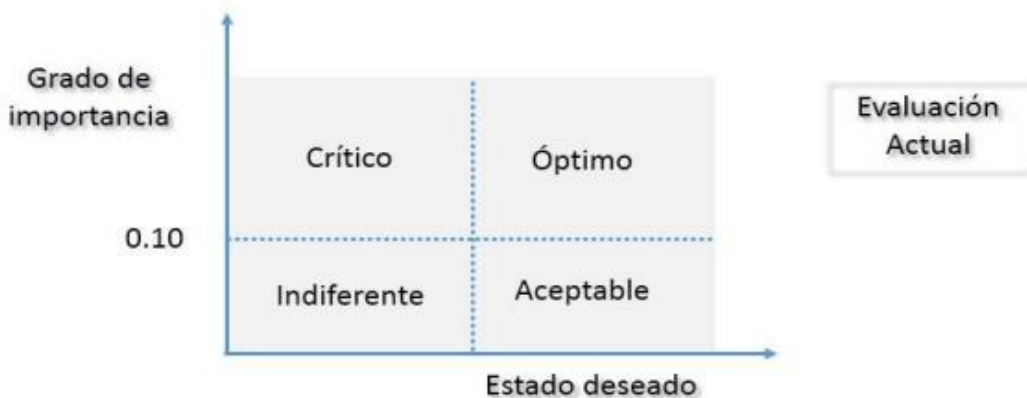 Grado de
importancia
Evaluación
Actual
Crítico
Óptimo
0.10
Indiferente
Aceptable
Estado deseado